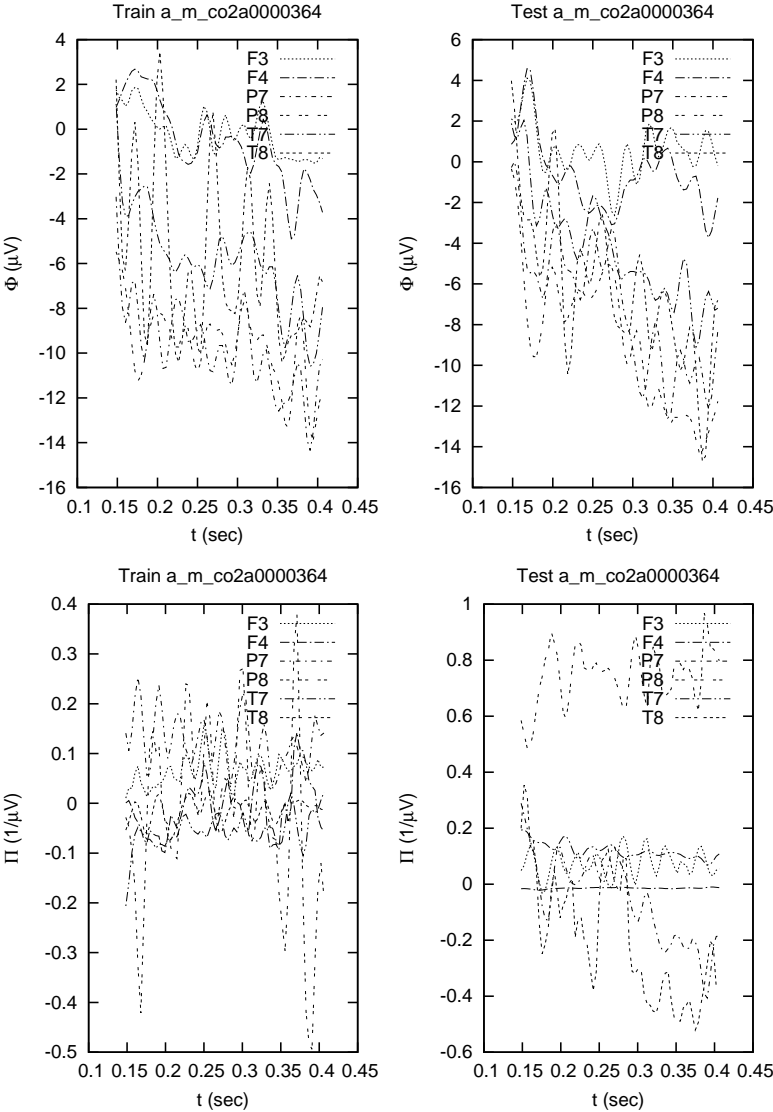 Train a_m_co2a0000364
4
2
0
-2
-4
-6
-8
-10
-12
-14
-16
Φ (μV)
0.1 0.15 0.2 0.25 0.3 0.35 0.4 0.45
t (sec)
F3
F4
P7
P8
T7
T8
Test a_m_co2a0000364
6
4
2
0
-2
-4
-6
-8
-10
-12
-14
-16
Φ (μV)
0.1 0.15 0.2 0.25 0.3 0.35 0.4 0.45
t (sec)
F3
F4
P7
P8
T7
T8
Train a_m_co2a0000364
0.4
0.3
0.2
0.1
0
-0.1
-0.2
-0.3
-0.4
-0.5
Π (1/μV)
0.1 0.15 0.2 0.25 0.3 0.35 0.4 0.45
t (sec)
F3
F4
P7
P8
T7
T8
Test a_m_co2a0000364
1
0.8
0.6
0.4
0.2
0
-0.2
-0.4
-0.6
Π (1/μV)
0.1 0.15 0.2 0.25 0.3 0.35 0.4 0.45
t (sec)
F3
F4
P7
P8
T7
T8